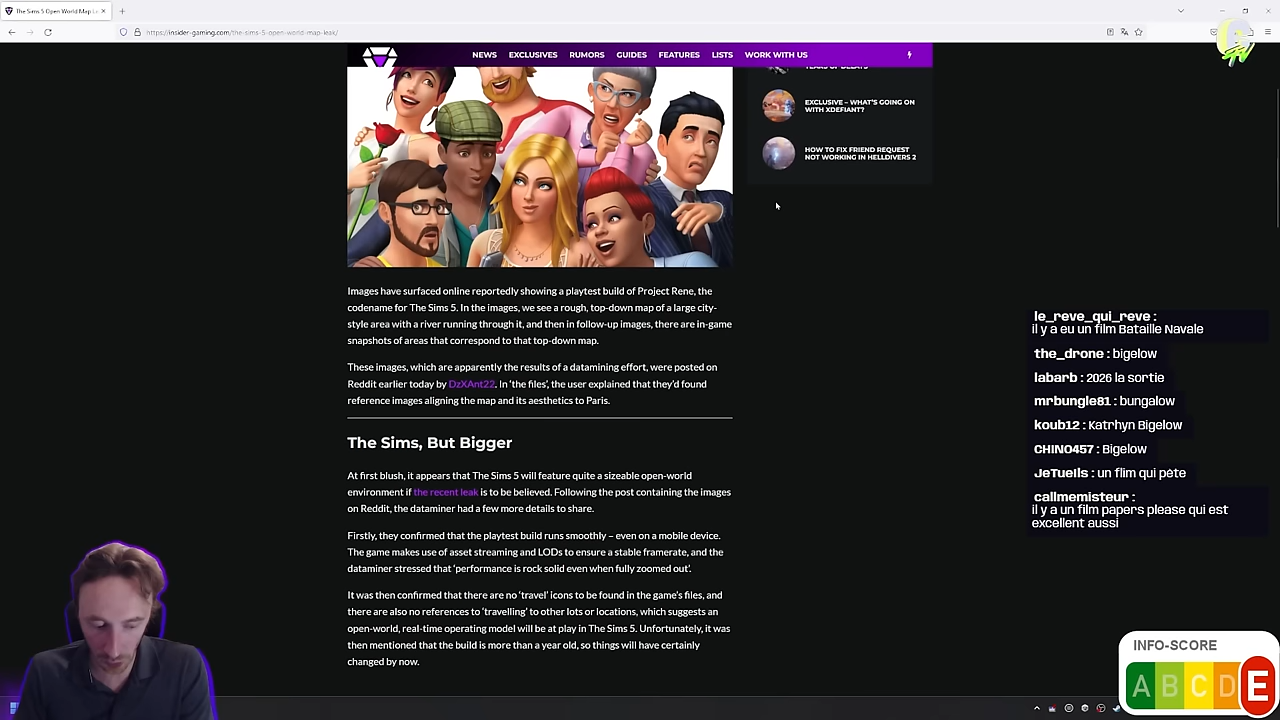 The Sims 5 Open World Map Le
https://insider-gaming.com/the-sims-5-open-world-map-leak/
NEWS EXCLUSIVES RUMORS GUIDES FEATURES LISTS WORK WITH US
EXCLUSIVE – WHAT'S GOING ON
WITH XDEFIANT?
HOW TO FIX FRIEND REQUEST
NOT WORKING IN HELLDIVERS 2
Images have surfaced online reportedly showing a playtest build of Project Rene, the
codename for The Sims 5. In the images, we see a rough, top-down map of a large city-
style area with a river running through it, and then in follow-up images, there are in-game
snapshots of areas that correspond to that top-down map.
These images, which are apparently the results of a datamining effort, were posted on
Reddit earlier today by DzXAnt22. In 'the files', the user explained that they'd found
reference images aligning the map and its aesthetics to Paris.
The Sims, But Bigger
At first blush, it appears that The Sims 5 will feature quite a sizeable open-world
environment if the recent leak is to be believed. Following the post containing the images
on Reddit, the dataminer had a few more details to share.
Firstly, they confirmed that the playtest build runs smoothly – even on a mobile device.
The game makes use of asset streaming and LODs to ensure a stable framerate, and the
dataminer stressed that 'performance is rock solid even when fully zoomed out'.
It was then confirmed that there are no 'travel' icons to be found in the game's files, and
there are also no references to 'travelling' to other lots or locations, which suggests an
open-world, real-time operating model will be at play in The Sims 5. Unfortunately, it was
then mentioned that the build is more than a year old, so things will have certainly
changed by now.
le_reve_qui_reve :
il y a eu un film Bataille Navale
the_drone : bigelow
labarb : 2026 la sortie
mrbungle81 : bungalow
koub12 : Katrhyn Bigelow
CHINO457 : Bigelow
JeTueIls : un flim qui pète
callmemisteur :
il y a un film papers please qui est
excellent aussi
INFO-SCORE
A B C D E